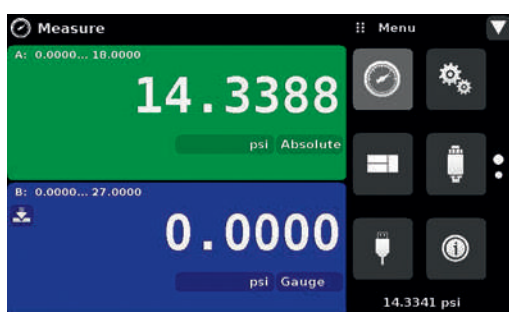 Measure
Menu
A: 0.0000... 18.0000
14.3388
psi Absolute
B: 0.0000... 27.0000
0.0000
psi Gauge
14.3341 psi